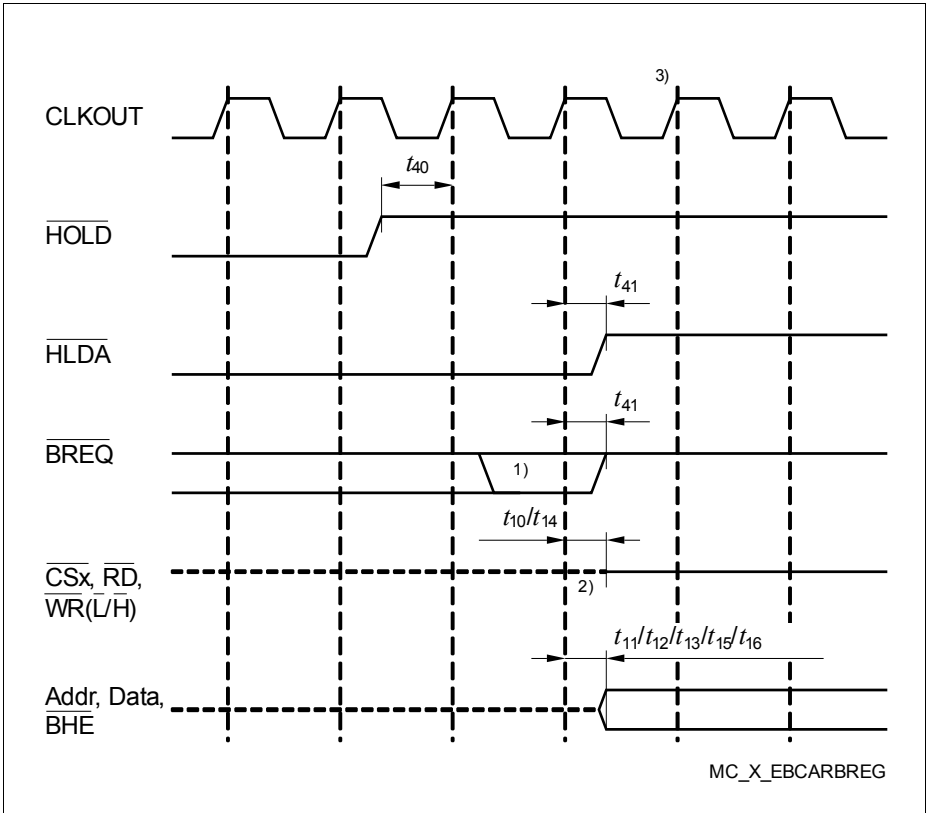 3)
CLKOUT
t40
HOLD
t41
HLDA
t41
BREQ
1)
t10/t14
CSx, RD,
WR(L/H)
2)
t11/t12/t13/t15/t16
Addr, Data,
BHE
MC_X_EBCARBREG